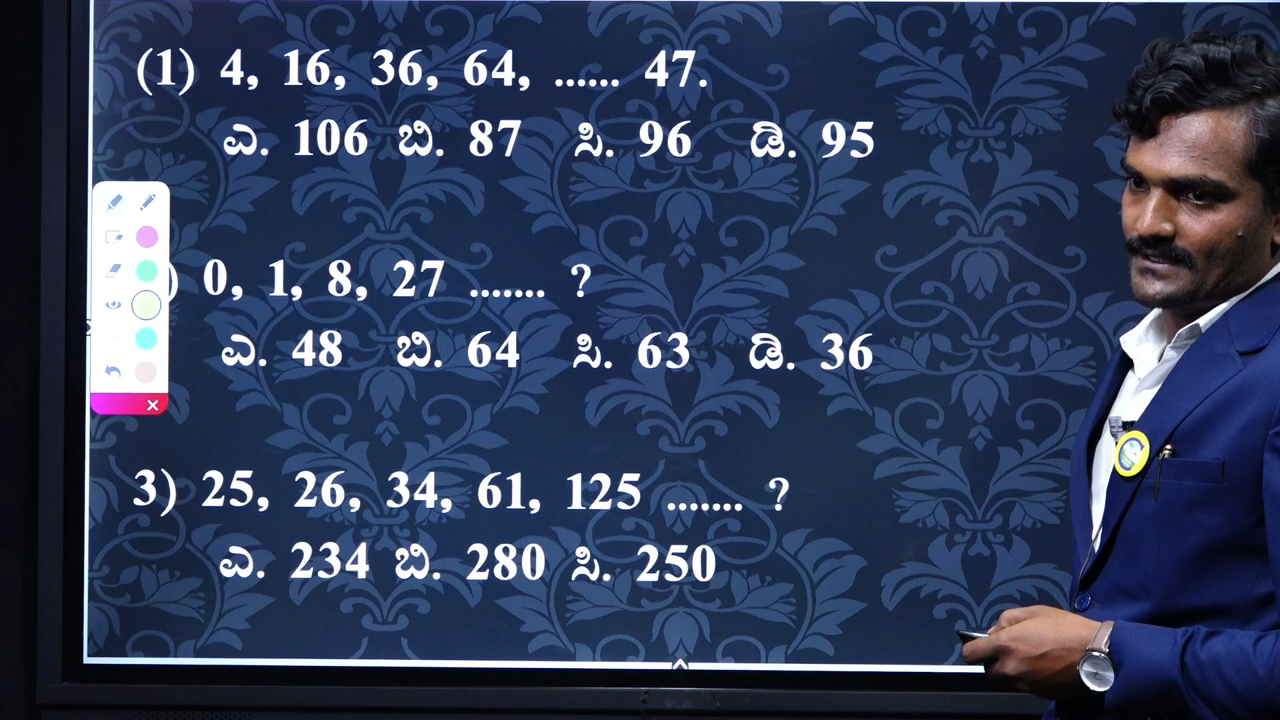 (1) 4, 16, 36, 64, ...... 47.
ಎ. 106 ಬಿ. 87 ಸಿ. 96 ಡಿ. 95
) 0, 1, 8, 27 ....... ?
ಎ. 48 ಬಿ. 64 ಸಿ. 63 ಡಿ. 36
3) 25, 26, 34, 61, 125 ....... ?
ಎ. 234 ಬಿ. 280 ಸಿ. 250